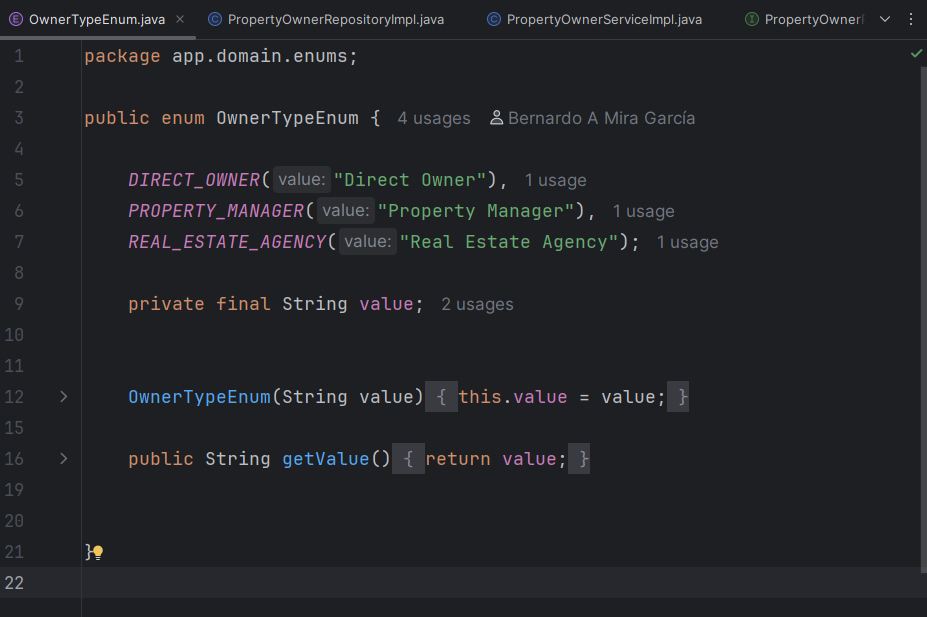 OwnerTypeEnum.java PropertyOwnerRepositoryImpl.java PropertyOwnerServiceImpl.java PropertyOwner
1 package app.domain.enums;
2
3 public enum OwnerTypeEnum { 4 usages Bernardo A Mira García
4
5 DIRECT_OWNER( value: "Direct Owner"), 1 usage
6 PROPERTY_MANAGER( value: "Property Manager"), 1 usage
7 REAL_ESTATE_AGENCY( value: "Real Estate Agency"); 1 usage
8
9 private final String value; 2 usages
10
11
12 OwnerTypeEnum(String value) { this.value = value; }
15
16 public String getValue() { return value; }
19
20
21 }
22